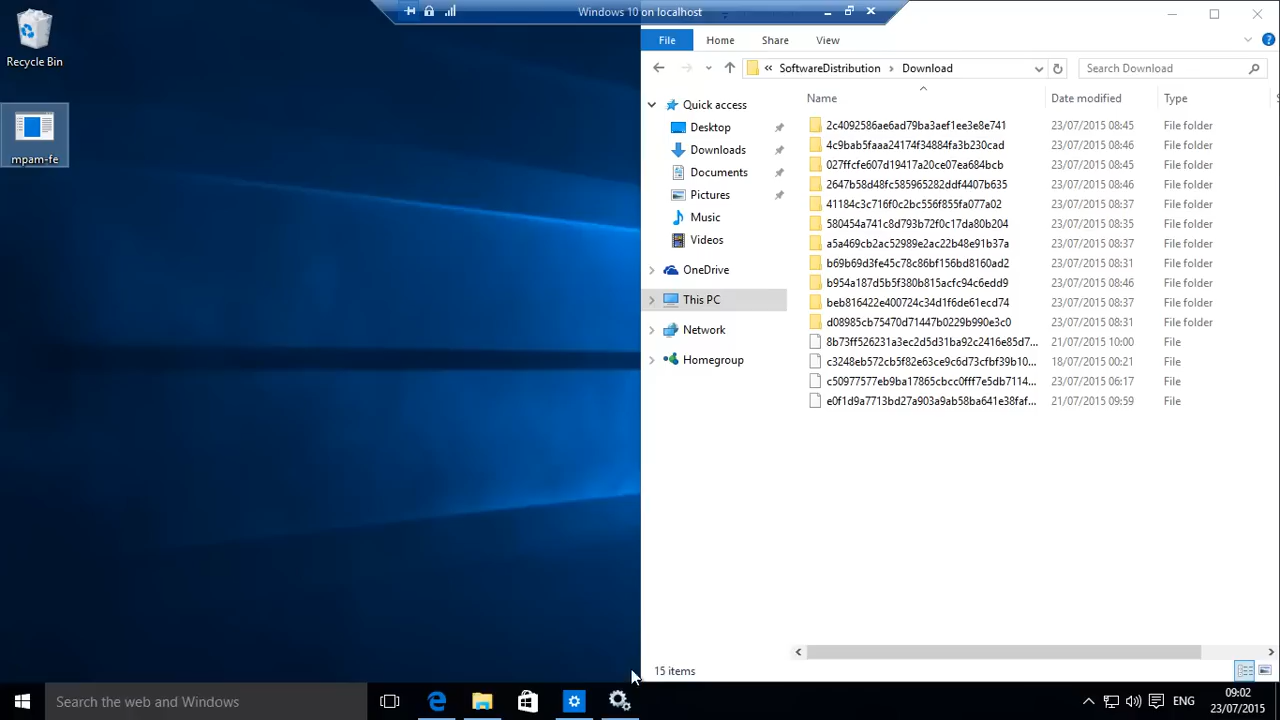 Windows 10 on localhost
Recycle Bin
mpam-fe
File
Home
Share
View
« SoftwareDistribution › Download
Search Download
Name
Date modified
Type
Quick access
Desktop
Downloads
Documents
Pictures
Music
Videos
OneDrive
This PC
Network
Homegroup
2c4092586ae6ad79ba3aef1ee3e8e741 23/07/2015 08:45 File folder
4c9bab5faaa24174f34884fa3b230cad 23/07/2015 08:46 File folder
027ffcfe607d19417a20ce07ea684bcb 23/07/2015 08:45 File folder
2647b58d48fc585965282ddf4407b635 23/07/2015 08:46 File folder
41184c3c716f0c2bc556f855fa077a02 23/07/2015 08:37 File folder
580454a741c8d793b72f0c17da80b204 23/07/2015 08:35 File folder
a5a469cb2ac52989e2ac22b48e91b37a 23/07/2015 08:37 File folder
b69b69d3fe45c78c86bf156bd8160ad2 23/07/2015 08:31 File folder
b954a187d5b5f380b815acfc94c6edd9 23/07/2015 08:46 File folder
beb816422e400724c34d1f6de61ecd74 23/07/2015 08:37 File folder
d08985cb75470d71447b0229b990e3c0 23/07/2015 08:31 File folder
8b73ff526231a3ec2d5d31ba92c2416e85d7... 21/07/2015 10:00 File
c3248eb572cb5f82e63ce9c6d73cfbf39b10... 18/07/2015 00:21 File
c50977577eb9ba17865cbcc0fff7e5db7114... 23/07/2015 06:17 File
e0f1d9a7713bd27a903a9ab58ba641e38faf... 21/07/2015 09:59 File
15 items
Search the web and Windows
ENG
09:02
23/07/2015